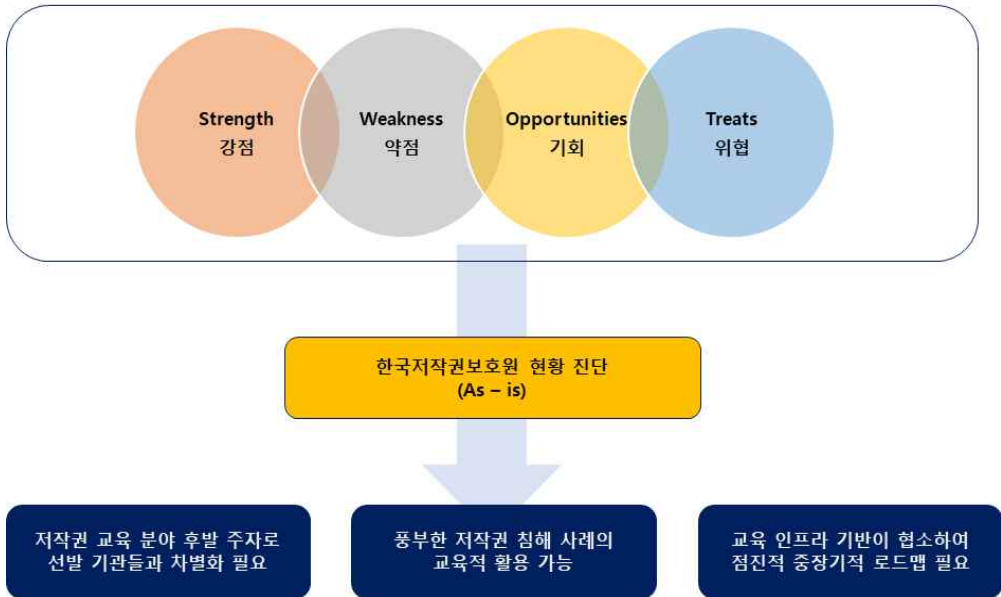 Strength
강점
Weakness
약점
Opportunities
기회
Treats
위협
한국저작권보호원 현황 진단
(As – is)
저작권 교육 분야 후발 주자로
선발 기관들과 차별화 필요
풍부한 저작권 침해 사례의
교육적 활용 가능
교육 인프라 기반이 협소하여
점진적 중장기적 로드맵 필요